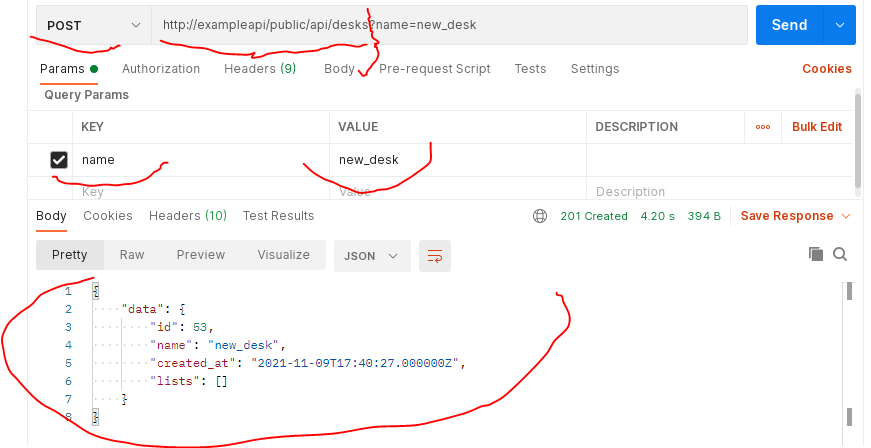 POST http://exampleapi/public/api/desks?name=new_desk Send
Params Authorization Headers (9) Body Pre-request Script Tests Settings Cookies
Query Params
KEY VALUE DESCRIPTION ooo Bulk Edit
name new_desk
Key Value Description
Body Cookies Headers (10) Test Results 201 Created 4.20 s 394 B Save Response
Pretty Raw Preview Visualize JSON
1 {
2 "data": {
3 "id": 53,
4 "name": "new_desk",
5 "created_at": "2021-11-09T17:40:27.000000Z",
6 "lists": []
7 }
8 }